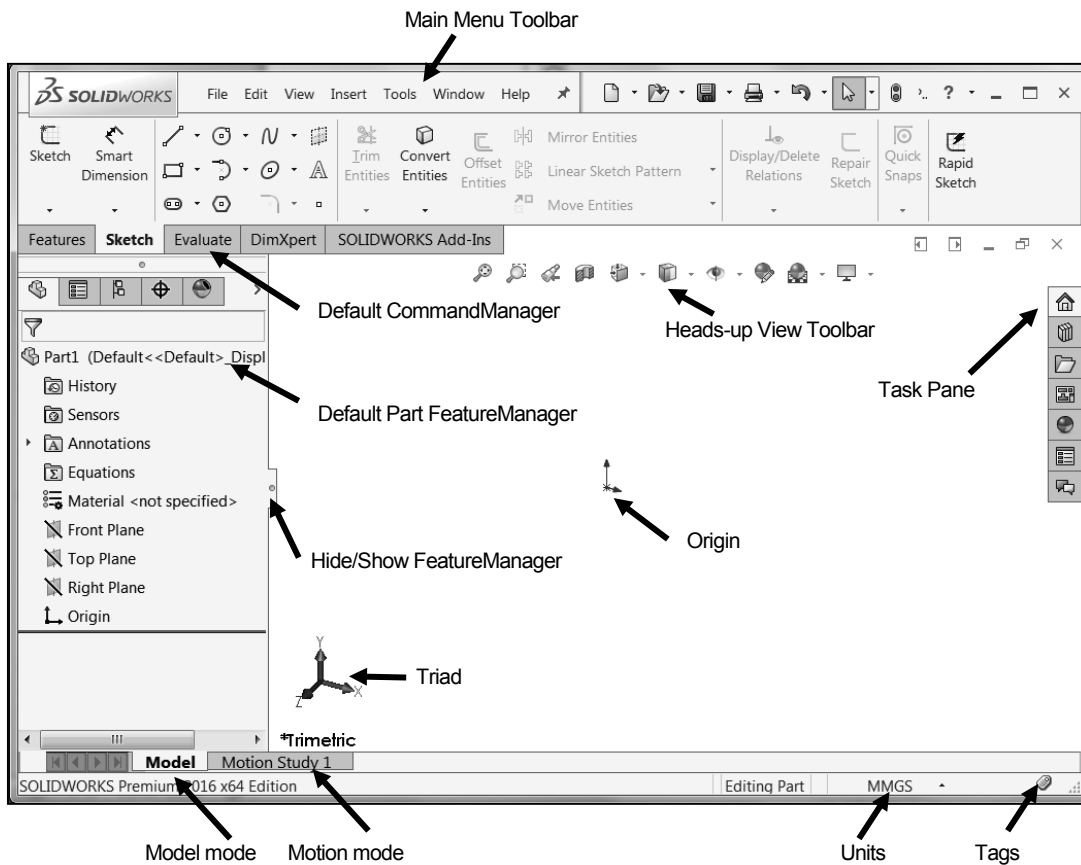 Main Menu Toolbar
SOLIDWORKS File Edit View Insert Tools Window Help ?
Sketch Smart Dimension Trim Entities Convert Entities Offset Entities Mirror Entities Linear Sketch Pattern Move Entities Display/Delete Relations Repair Sketch Quick Snaps Rapid Sketch
Features Sketch Evaluate DimXpert SOLIDWORKS Add-Ins
Default CommandManager
Heads-up View Toolbar
Task Pane
Part1 (Default<<Default>_Displ
History
Default Part FeatureManager
Sensors
Annotations
Equations
Material <not specified>
Front Plane
Origin
Top Plane
Hide/Show FeatureManager
Right Plane
Origin
Y
Triad
X
Z
*Trimetric
Model Motion Study 1
SOLIDWORKS Premium 2016 x64 Edition Editing Part MMGS
Model mode Motion mode Units Tags